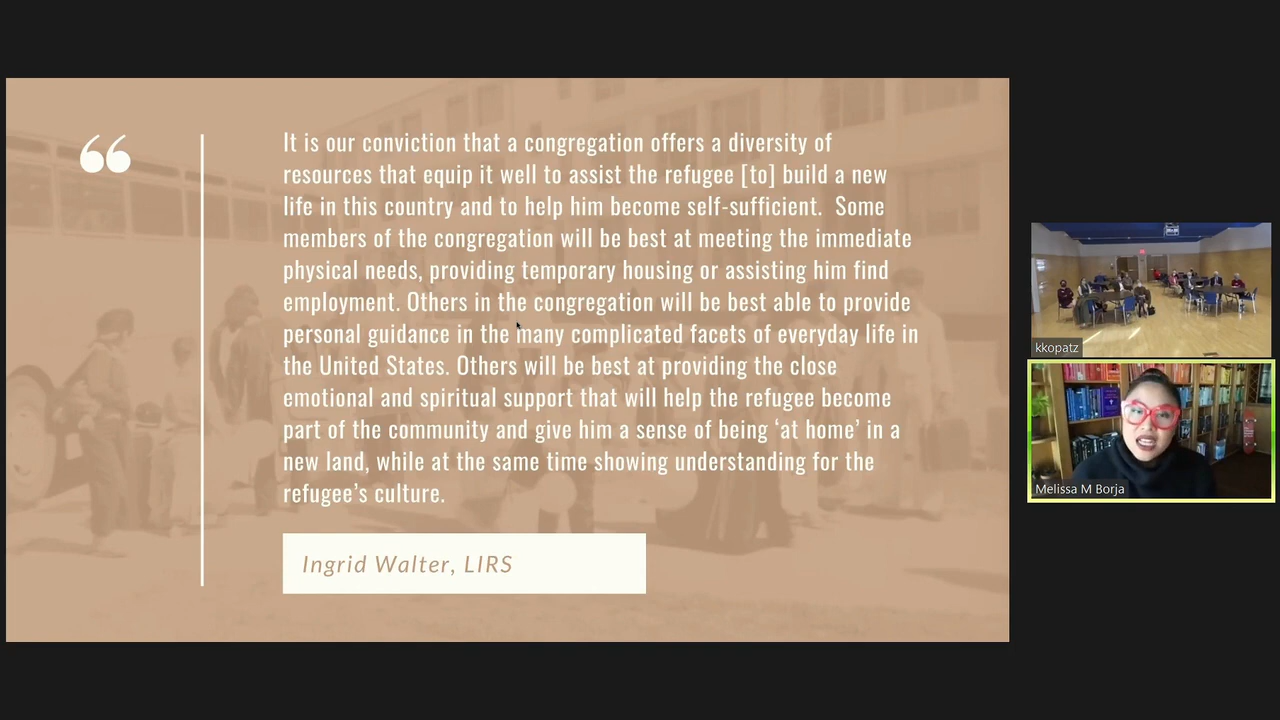 ❝
It is our conviction that a congregation offers a diversity of
resources that equip it well to assist the refugee [to] build a new
life in this country and to help him become self-sufficient.  Some
members of the congregation will be best at meeting the immediate
physical needs, providing temporary housing or assisting him find
employment. Others in the congregation will be best able to provide
personal guidance in the many complicated facets of everyday life in
the United States. Others will be best at providing the close
emotional and spiritual support that will help the refugee become
part of the community and give him a sense of being ‘at home’ in a
new land, while at the same time showing understanding for the
refugee’s culture.
Ingrid Walter, LIRS
kkopatz
Melissa M Borja